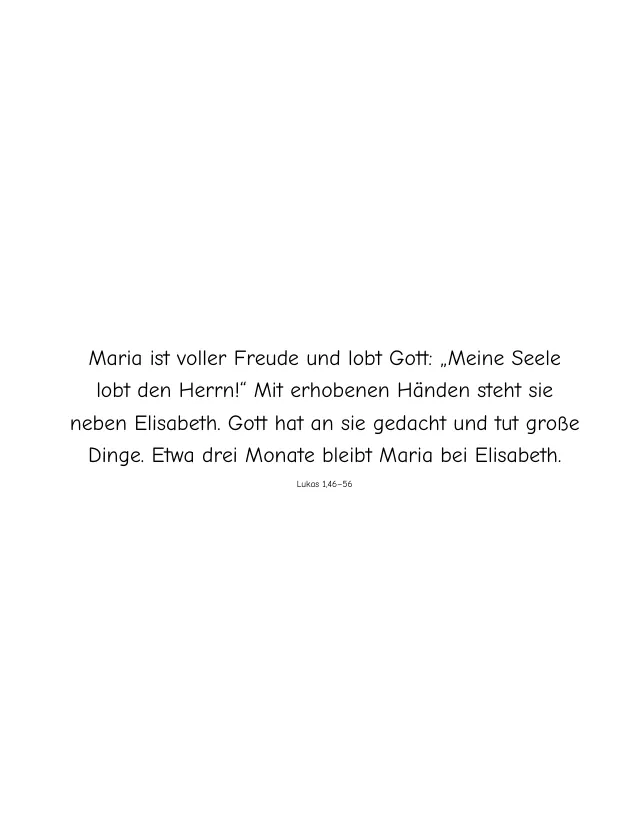 Maria ist voller Freude und lobt Gott: „Meine Seele
lobt den Herrn!“ Mit erhobenen Händen steht sie
neben Elisabeth. Gott hat an sie gedacht und tut große
Dinge. Etwa drei Monate bleibt Maria bei Elisabeth.
Lukas 1,46–56